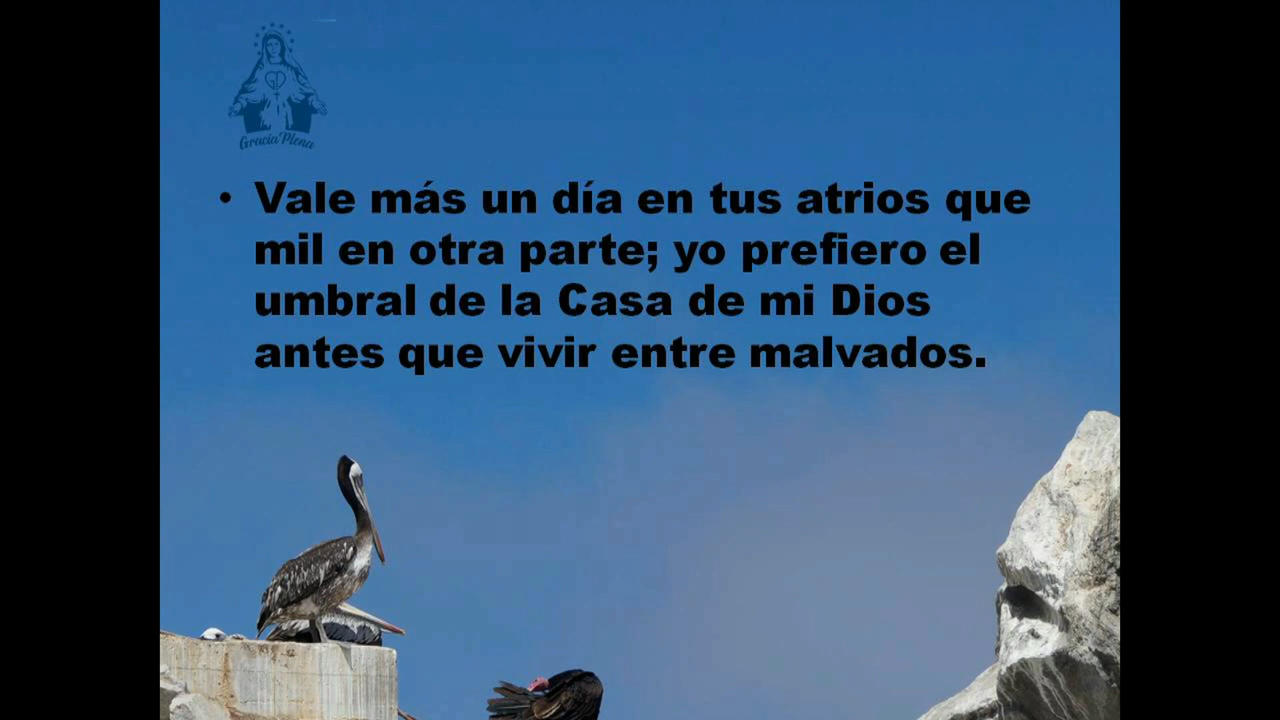 Gracia Plena
• Vale más un día en tus atrios que
mil en otra parte; yo prefiero el
umbral de la Casa de mi Dios
antes que vivir entre malvados.